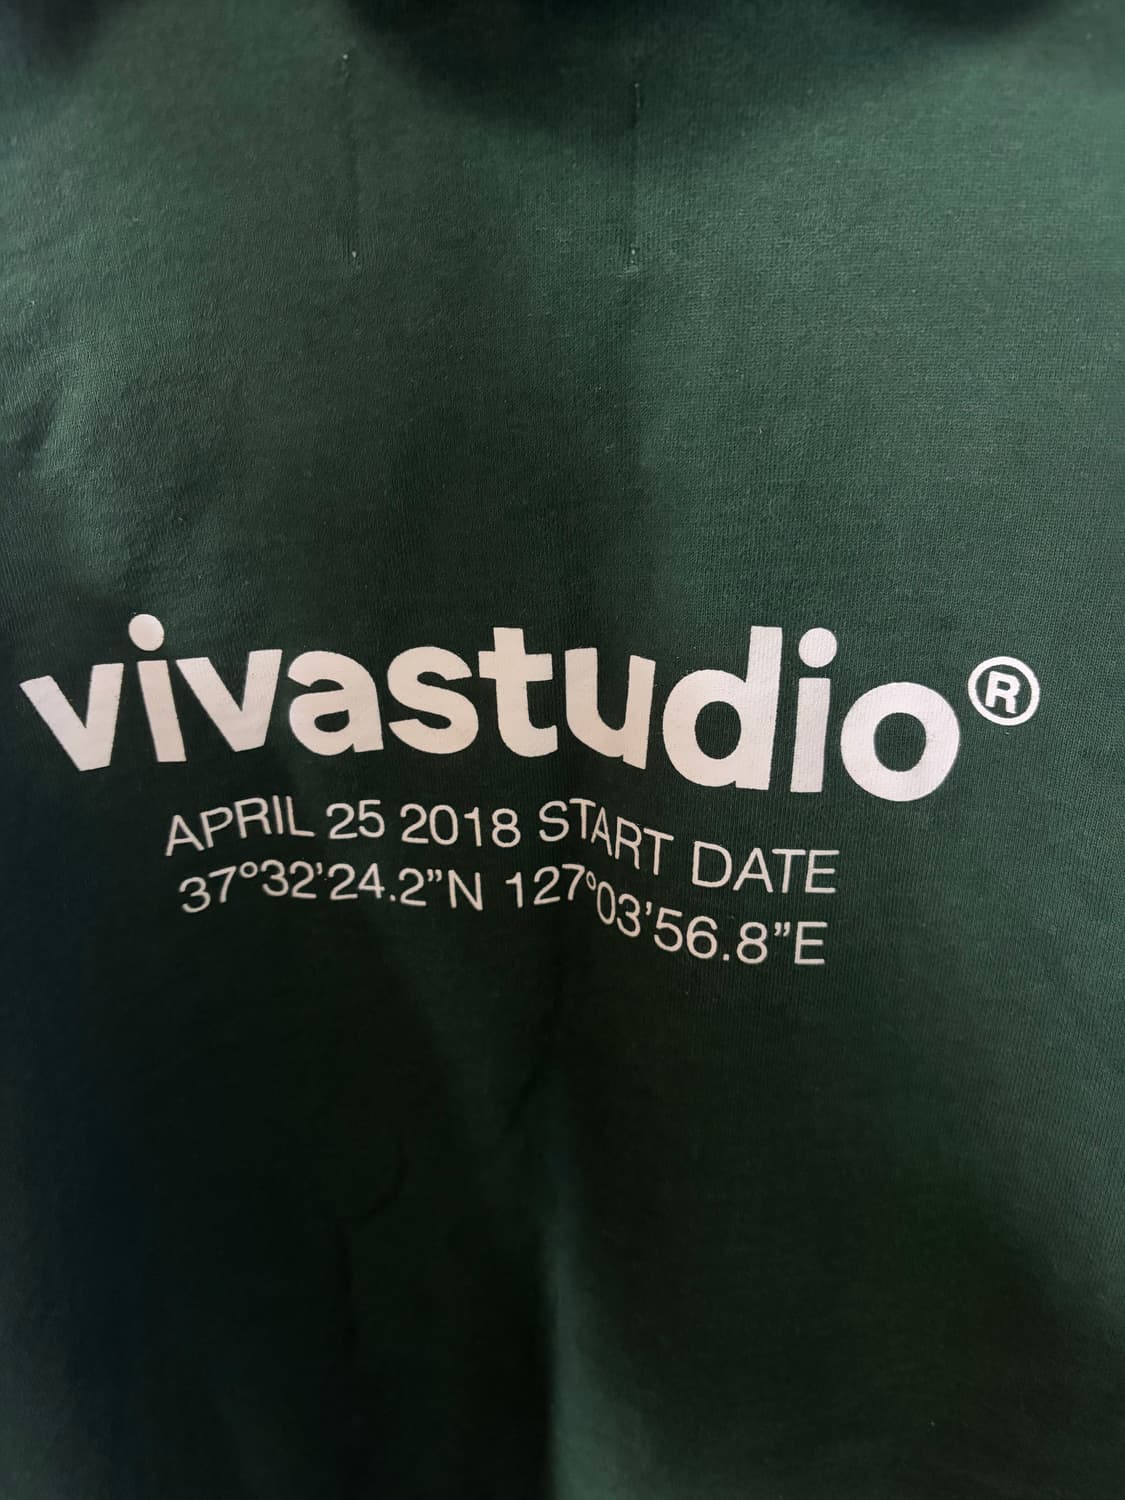 vivastudio®
APRIL 25 2018 START DATE
37°32’24.2”N 127°03’56.8”E